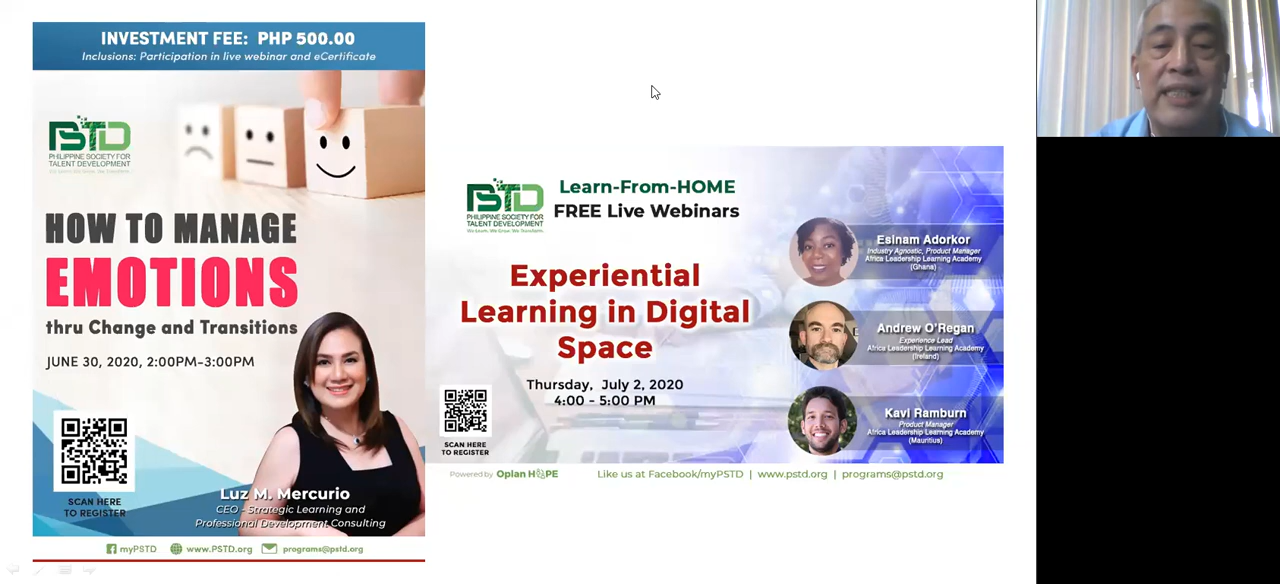 INVESTMENT FEE: PHP 500.00
Inclusions: Participation in live webinar and eCertificate
PSTD
PHILIPPINE SOCIETY FOR
TALENT DEVELOPMENT
We Learn. We Grow. We Transform.
HOW TO MANAGE
EMOTIONS
thru Change and Transitions
JUNE 30, 2020, 2:00PM-3:00PM
SCAN HERE
TO REGISTER
Luz M. Mercurio
CEO - Strategic Learning and
Professional Development Consulting
myPSTD
www.PSTD.org
programs@pstd.org
PSTD
PHILIPPINE SOCIETY FOR
TALENT DEVELOPMENT
We Learn. We Grow. We Transform.
Learn-From-HOME
FREE Live Webinars
Experiential
Learning in Digital
Space
Thursday, July 2, 2020
4:00 - 5:00 PM
SCAN HERE
TO REGISTER
Esinam Adorkor
Industry Agnostic, Product Manager
Africa Leadership Learning Academy
(Ghana)
Andrew O'Regan
Experience Lead
Africa Leadership Learning Academy
(Ireland)
Kavi Ramburn
Product Manager
Africa Leadership Learning Academy
(Mauritius)
Powered by Oplan HOPE
Like us at Facebook/myPSTD | www.pstd.org | programs@pstd.org